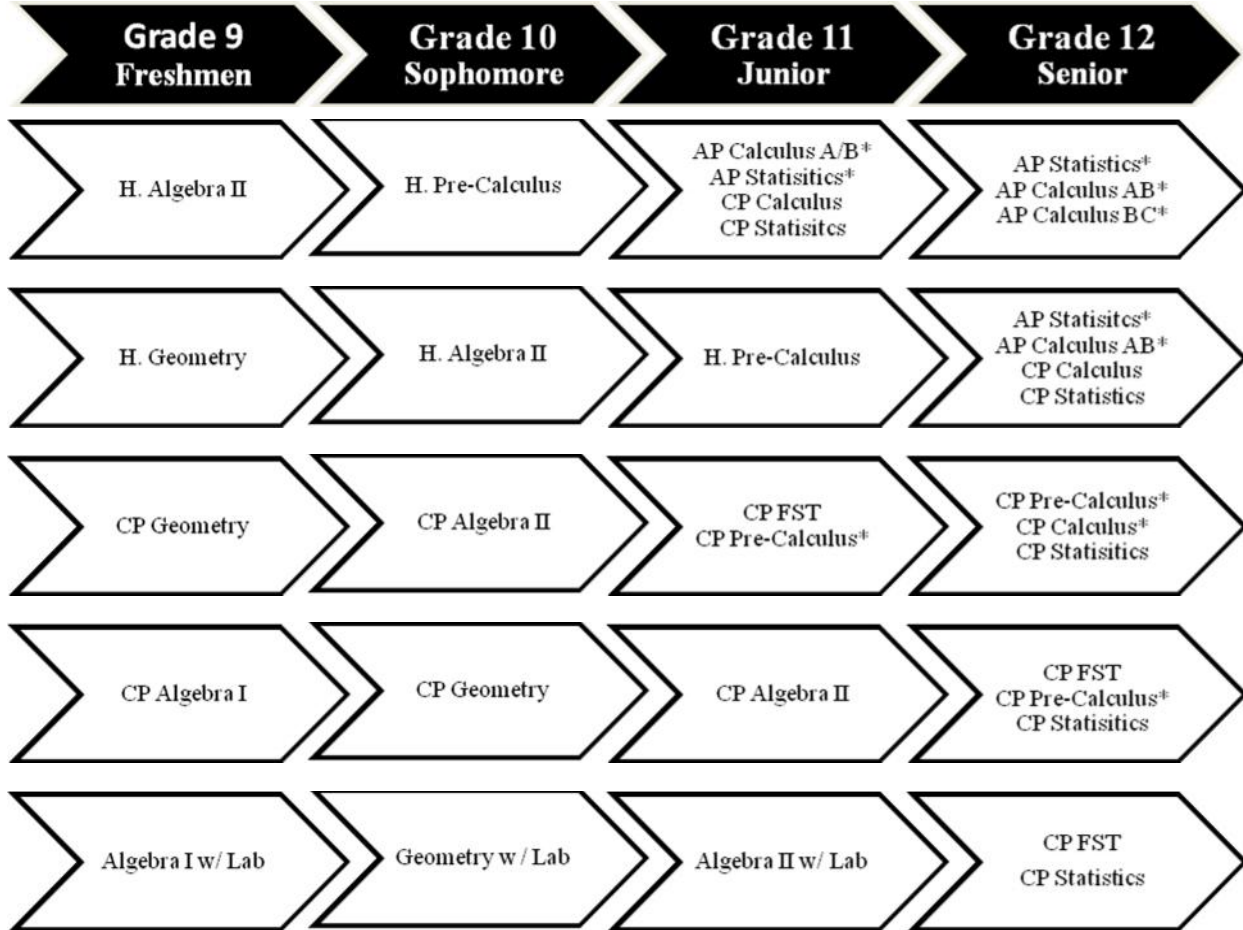 Grade 9
Freshmen
Grade 10
Sophomore
Grade 11
Junior
Grade 12
Senior
H. Algebra II
H. Pre-Calculus
AP Calculus A/B*
AP Statisitics*
CP Calculus
CP Statisitcs
AP Statistics*
AP Calculus AB*
AP Calculus BC*
H. Geometry
H. Algebra II
H. Pre-Calculus
AP Statisitcs*
AP Calculus AB*
CP Calculus
CP Statistics
CP Geometry
CP Algebra II
CP FST
CP Pre-Calculus*
CP Pre-Calculus*
CP Calculus*
CP Statisitics
CP Algebra I
CP Geometry
CP Algebra II
CP FST
CP Pre-Calculus*
CP Statisitics
Algebra I w/ Lab
Geometry w / Lab
Algebra II w/ Lab
CP FST
CP Statistics